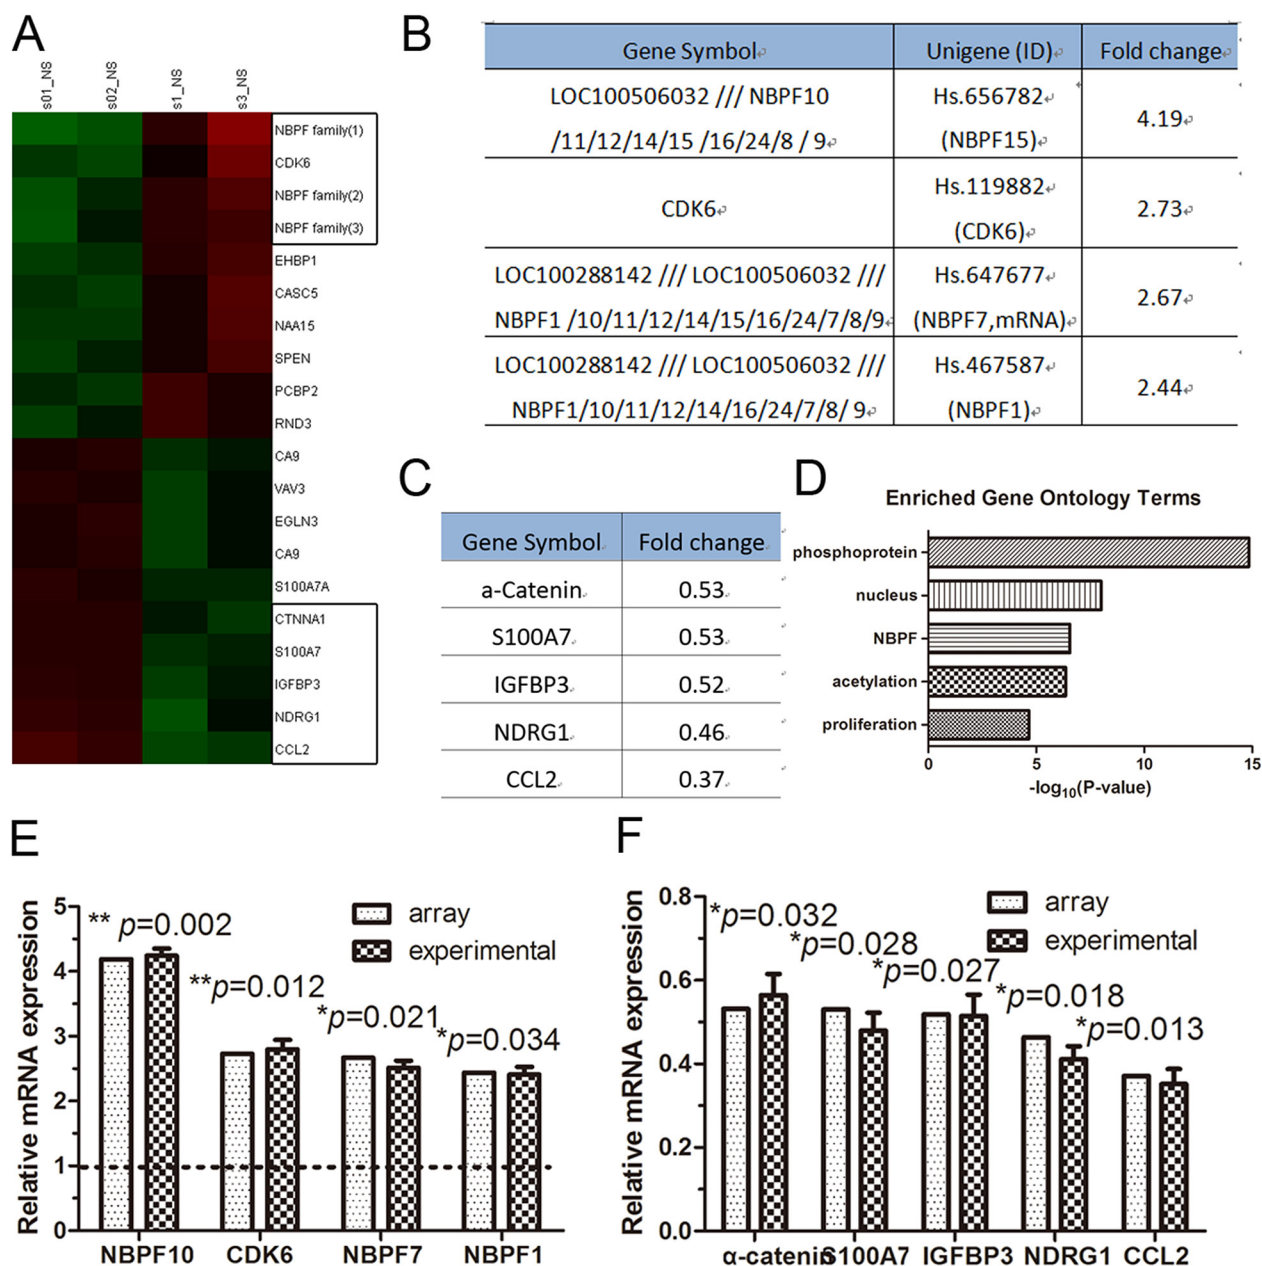 A
s01_NS
s02_NS
s1_NS
s3_NS
NBPF family(1)
CDK6
NBPF family(2)
NBPF family(3)
EHBP1
CASC5
NAA15
SPEN
PCBP2
RND3
CA9
VAV3
EGLN3
CA9
S100A7A
CTNNA1
S100A7
IGFBP3
NDRG1
CCL2
B
Gene Symbol Unigene (ID) Fold change
LOC100506032 /// NBPF10
/11/12/14/15 /16/24/8 / 9
Hs.656782
(NBPF15)
4.19
CDK6
Hs.119882
(CDK6)
2.73
LOC100288142 /// LOC100506032 ///
NBPF1 /10/11/12/14/15/16/24/7/8/9
Hs.647677
(NBPF7,mRNA)
2.67
LOC100288142 /// LOC100506032 ///
NBPF1/10/11/12/14/16/24/7/8/ 9
Hs.467587
(NBPF1)
2.44
C
Gene Symbol Fold change
a-Catenin 0.53
S100A7 0.53
IGFBP3 0.52
NDRG1 0.46
CCL2 0.37
D
Enriched Gene Ontology Terms
phosphoprotein
nucleus
NBPF
acetylation
proliferation
0 5 10 15
-log10(P-value)
E
Relative mRNA expression
5
4
3
2
1
0
** p=0.002
**p=0.012
*p=0.021
*p=0.034
array
experimental
NBPF10 CDK6 NBPF7 NBPF1
F
Relative mRNA expression
0.8
0.6
0.4
0.2
0.0
*p=0.032
*p=0.028
*p=0.027
*p=0.018
*p=0.013
array
experimental
α-catenin S100A7 IGFBP3 NDRG1 CCL2